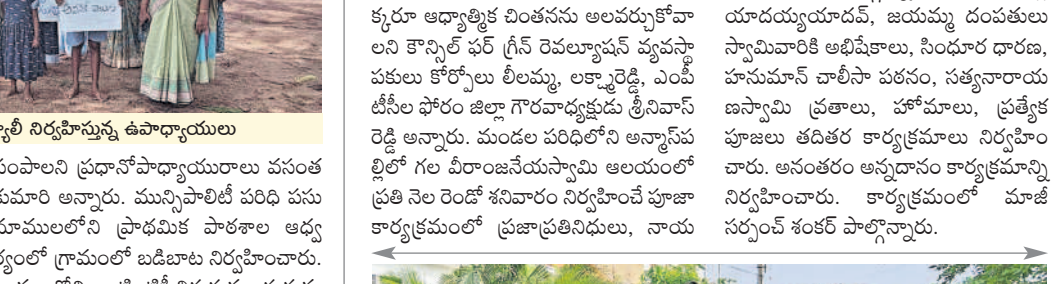 ్యాలీ నిర్వహిస్తున్న ఉపాధ్యాయులు
పంపాలని ప్రధానోపాధ్యాయురాలు వసంత
కుమారి అన్నారు. మున్సిపాలిటీ పరిధి పసు
మాములలోని ప్రాథమిక పాఠశాల ఆధ్వ
ర్యంలో గ్రామంలో బడిబాట నిర్వహించారు.
క్కరూ ఆధ్యాత్మిక చింతనను అలవర్చుకోవా
లని కౌన్సిల్ ఫర్ గ్రీన్ రెవల్యూషన్ వ్యవస్థా
పకులు కోర్పోలు లీలమ్మ, లక్ష్మారెడ్డి, ఎంపీ
టీసీల ఫోరం జిల్లా గౌరవాధ్యక్షుడు శ్రీనివాస్
రెడ్డి అన్నారు. మండల పరిధిలోని అన్మాస్‌ప
ల్లిలో గల వీరాంజనేయస్వామి ఆలయంలో
ప్రతి నెల రెండో శనివారం నిర్వహించే పూజా
కార్యక్రమంలో ప్రజాప్రతినిధులు, నాయ
యాదయ్యయాదవ్, జయమ్మ దంపతులు
స్వామివారికి అభిషేకాలు, సింధూర ధారణ,
హనుమాన్ చాలీసా పఠనం, సత్యనారాయ
ణస్వామి వ్రతాలు, హోమాలు, ప్రత్యేక
పూజలు తదితర కార్యక్రమాలు నిర్వహిం
చారు. అనంతరం అన్నదానం కార్యక్రమాన్ని
నిర్వహించారు. కార్యక్రమంలో మాజీ
సర్పంచ్ శంకర్ పాల్గొన్నారు.